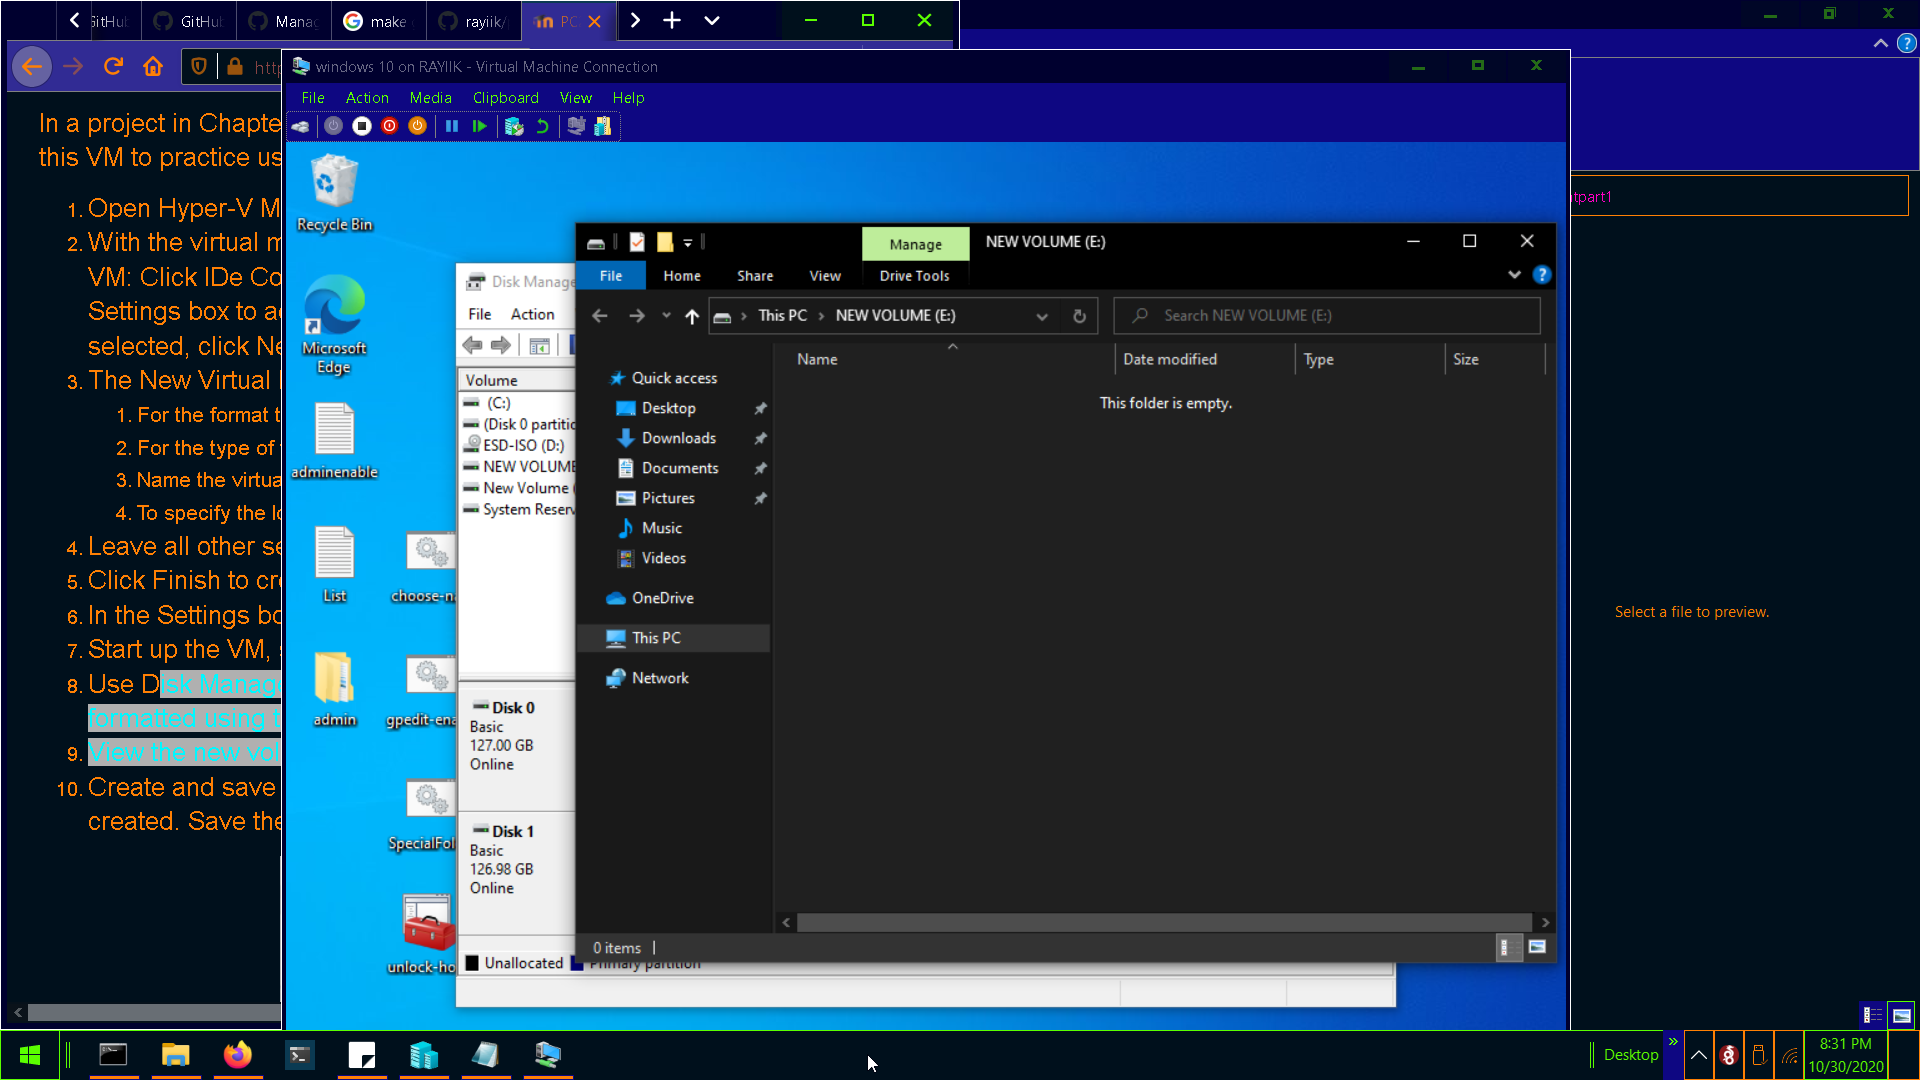 GitHub
GitHub
Manag
make
rayiik/
PC
http
In a project in Chapte
this VM to practice us
1. Open Hyper-V M
2. With the virtual m
VM: Click IDe Co
Settings box to a
selected, click Ne
3. The New Virtual
1. For the format t
2. For the type of
3. Name the virtua
4. To specify the lo
4. Leave all other se
5. Click Finish to cre
6. In the Settings bo
7. Start up the VM,
8. Use Disk Manage
formatted using t
9. View the new vol
10. Create and save
created. Save the
windows 10 on RAYIIK - Virtual Machine Connection
File Action Media Clipboard View Help
Recycle Bin
Microsoft
Edge
adminenable
List
choose-na
admin
gpedit-ena
SpecialFol
unlock-ho
Disk Manage
File Action
Volume
(C:)
(Disk 0 partitio
ESD-ISO (D:)
NEW VOLUME
New Volume (
System Reserv
Disk 0
Basic
127.00 GB
Online
Disk 1
Basic
126.98 GB
Online
Unallocated Primary partition
Manage NEW VOLUME (E:)
File Home Share View Drive Tools
This PC > NEW VOLUME (E:)
Search NEW VOLUME (E:)
Name Date modified Type Size
This folder is empty.
Quick access
Desktop
Downloads
Documents
Pictures
Music
Videos
OneDrive
This PC
Network
0 items
tpart1
Select a file to preview.
Desktop
8:31 PM
10/30/2020